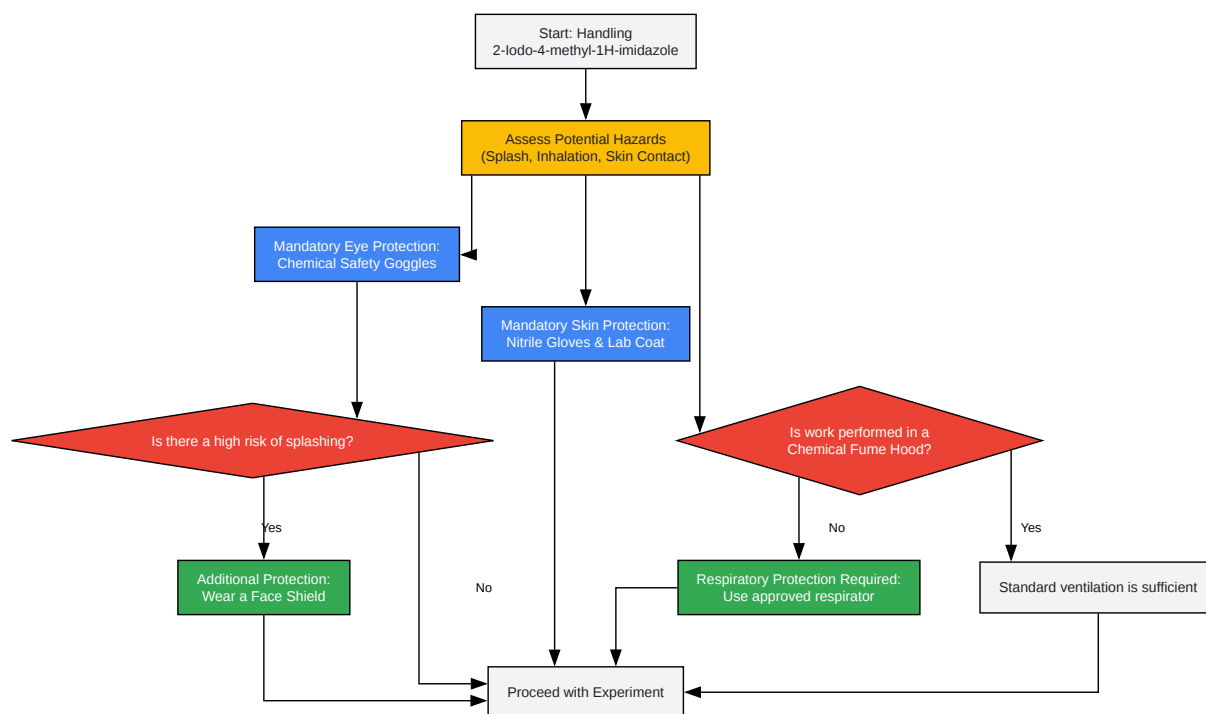 Start: Handling
2-Iodo-4-methyl-1H-imidazole
Assess Potential Hazards
(Splash, Inhalation, Skin Contact)
Mandatory Eye Protection:
Chemical Safety Goggles
Mandatory Skin Protection:
Nitrile Gloves & Lab Coat
Is there a high risk of splashing?
Is work performed in a
Chemical Fume Hood?
Yes
No
Yes
Additional Protection:
Wear a Face Shield
No
Respiratory Protection Required:
Use approved respirator
Standard ventilation is sufficient
Proceed with Experiment